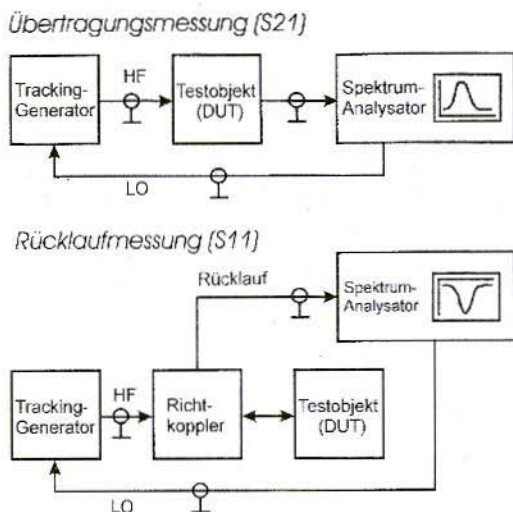 Übertragungsmessung (S21)
Tracking-
Generator
HF
Testobjekt
(DUT)
Spektrum-
Analysator
LO
Rücklaufmessung (S11)
Rücklauf
Spektrum-
Analysator
Tracking-
Generator
HF
Richt-
koppler
Testobjekt
(DUT)
LO